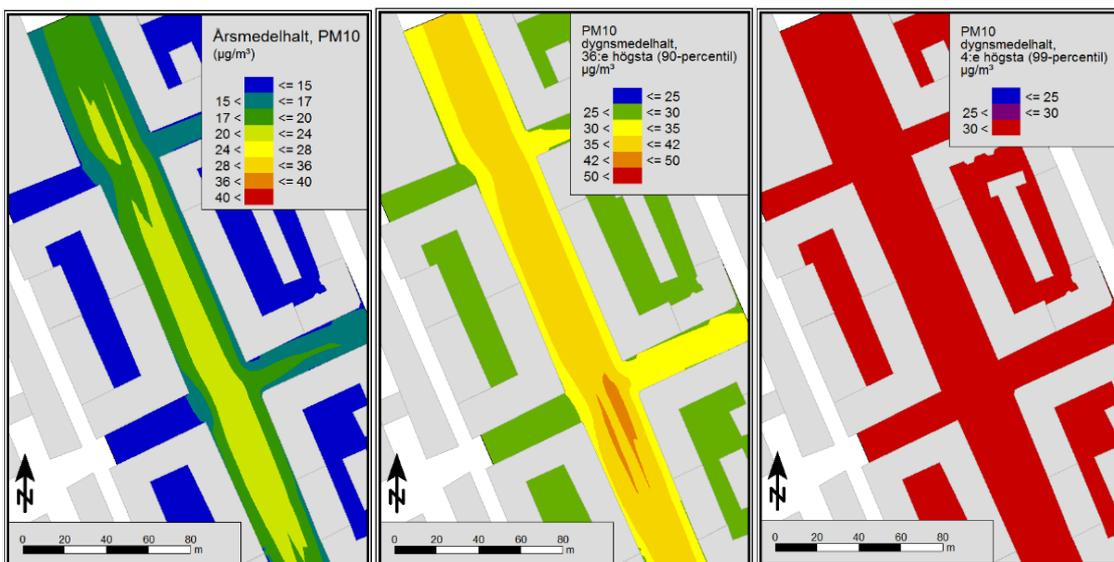 Årsmedelhalt, PM10
(µg/m³)
<= 15
15 < <= 17
17 < <= 20
20 < <= 24
24 < <= 28
28 < <= 36
36 < <= 40
40 <
N
0 20 40 60 80
m
PM10
dygnsmedelhalt,
36:e högsta (90-percentil)
µg/m³
<= 25
25 < <= 30
30 < <= 35
35 < <= 42
42 < <= 50
50 <
N
0 20 40 60 80
m
PM10
dygnsmedelhalt,
4:e högsta (99-percentil)
µg/m³
<= 25
25 < <= 30
30 <
N
0 20 40 60 80
m